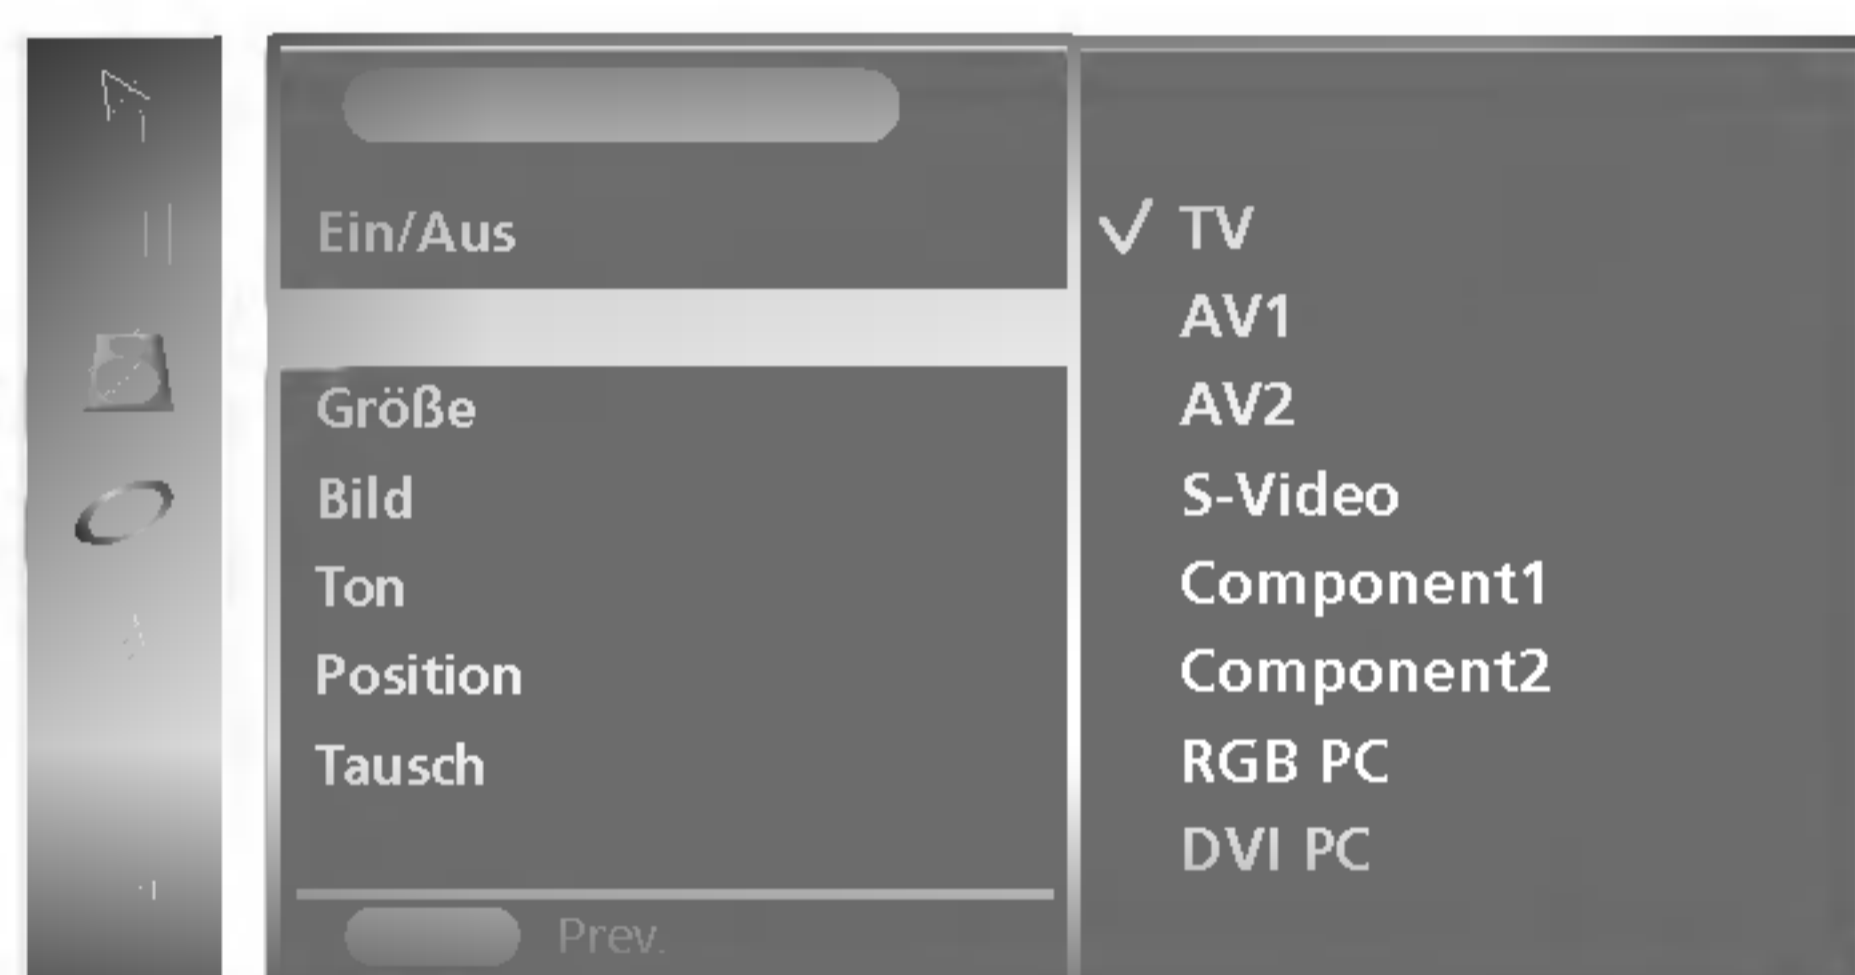 Ein/Aus
Größe
Bild
Ton
Position
Tausch
Prev.
TV
AV1
AV2
S-Video
Component1
Component2
RGB PC
DVI PC